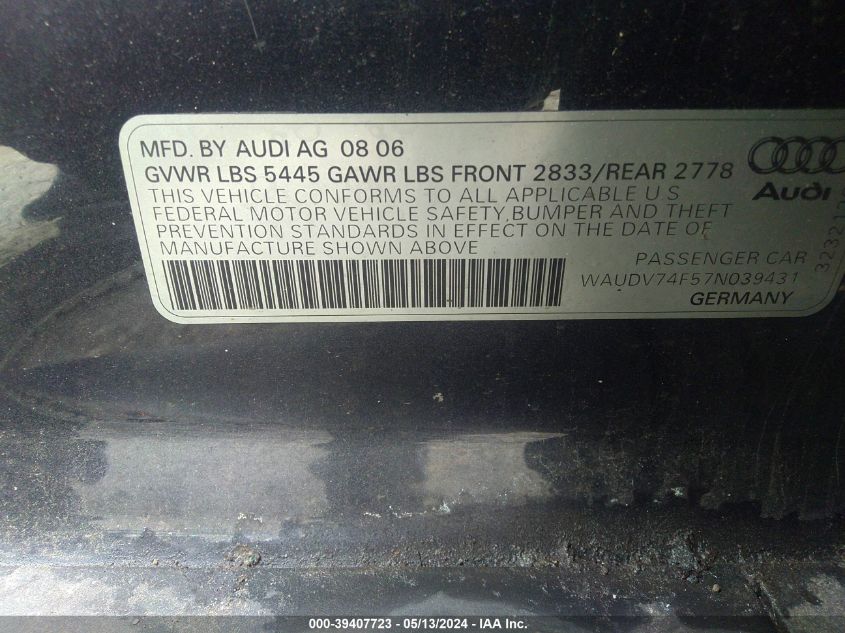 MFD. BY AUDI AG 08 06
GVWR LBS 5445 GAWR LBS FRONT 2833/REAR 2778
THIS VEHICLE CONFORMS TO ALL APPLICABLE U S
FEDERAL MOTOR VEHICLE SAFETY,BUMPER AND THEFT
PREVENTION STANDARDS IN EFFECT ON THE DATE OF
MANUFACTURE SHOWN ABOVE
Audi
PASSENGER CAR
WAUDV74F57N039431
GERMANY
000-39407723 - 05/13/2024 - IAA Inc.